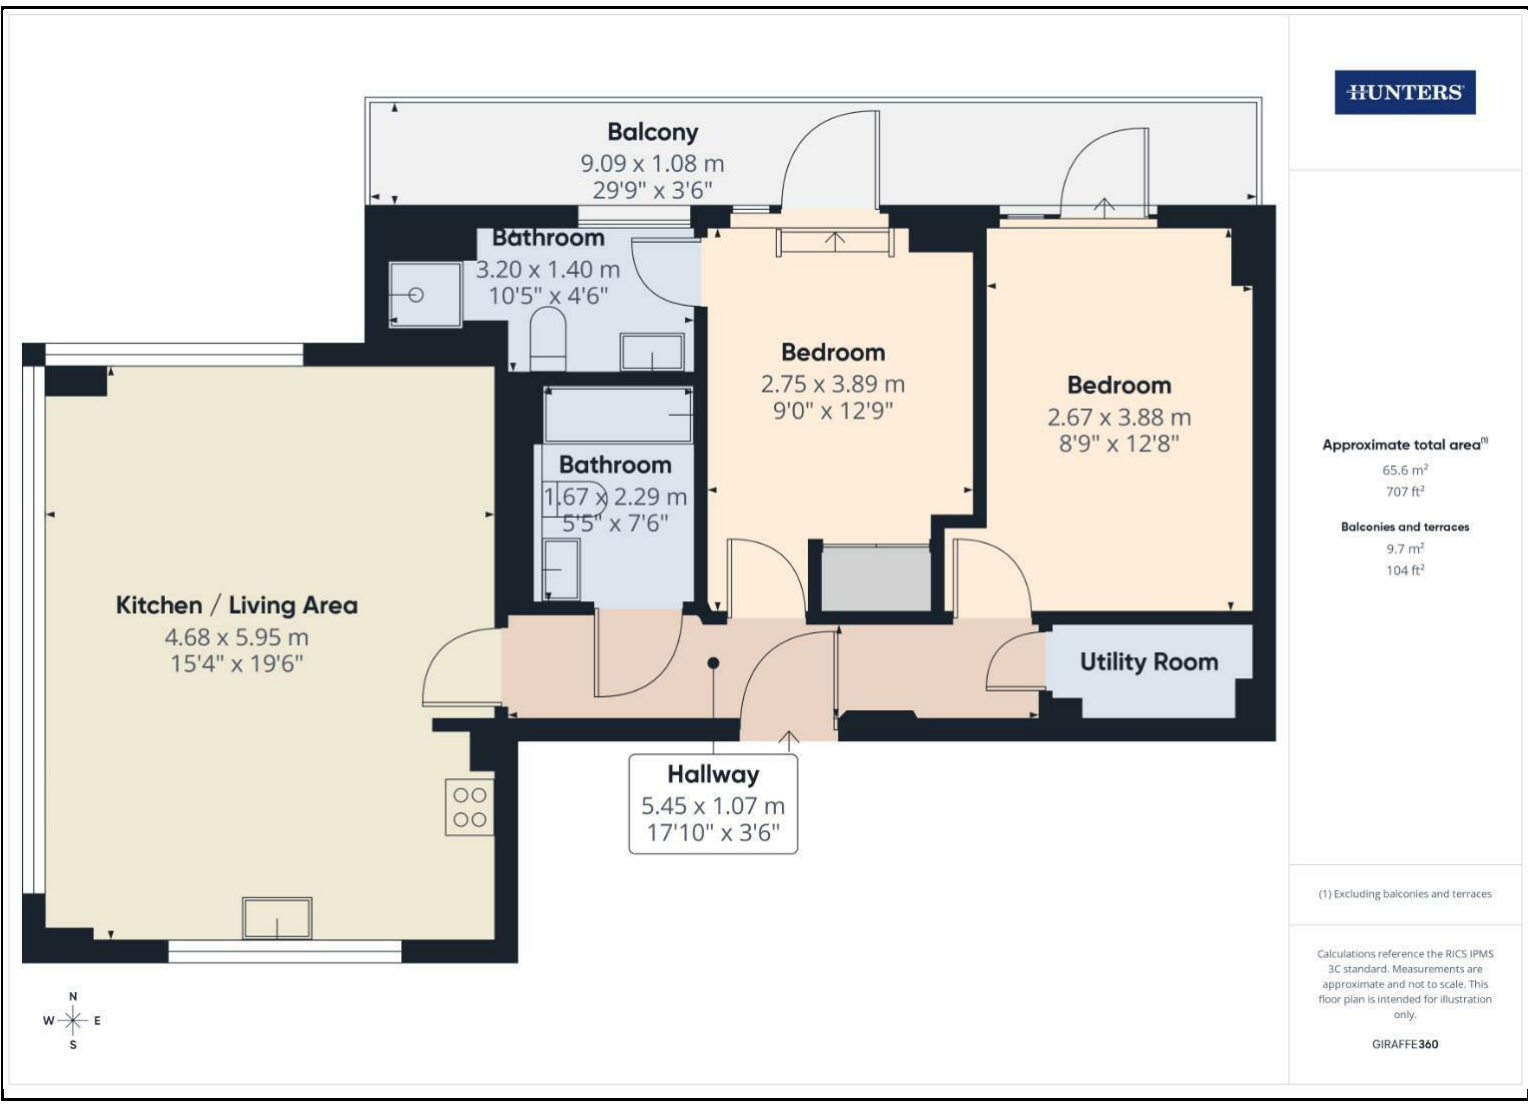 Balcony
9.09 x 1.08 m
29'9" x 3'6"
Bathroom
3.20 x 1.40 m
10'5" x 4'6"
Bedroom
2.75 x 3.89 m
9'0" x 12'9"
Bedroom
2.67 x 3.88 m
8'9" x 12'8"
Bathroom
1.67 x 2.29 m
5'5" x 7'6"
Kitchen / Living Area
4.68 x 5.95 m
15'4" x 19'6"
Utility Room
Hallway
5.45 x 1.07 m
17'10" x 3'6"
N
W E
S
HUNTERS
Approximate total area(1)
65.6 m²
707 ft²
Balconies and terraces
9.7 m²
104 ft²
(1) Excluding balconies and terraces
Calculations reference the RICS IPMS
3C standard. Measurements are
approximate and not to scale. This
floor plan is intended for illustration
only.
GIRAFFE360